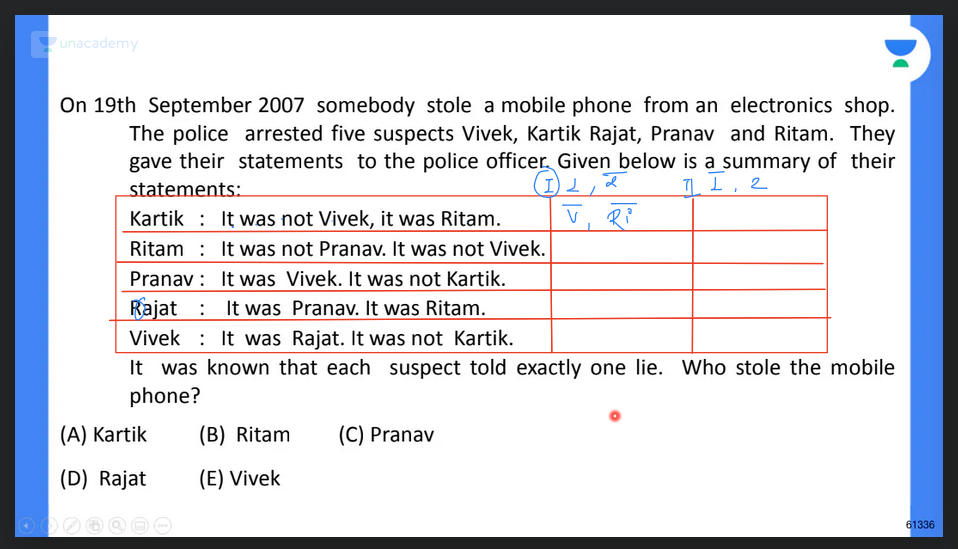 unacademy
On 19th September 2007 somebody stole a mobile phone from an electronics shop.
The police arrested five suspects Vivek, Kartik Rajat, Pranav and Ritam. They
gave their statements to the police officer. Given below is a summary of their
statements:
I 1, 2̅ II 1̅, 2
Kartik : It was not Vivek, it was Ritam. V̅, R̅i̅
Ritam : It was not Pranav. It was not Vivek.
Pranav : It was Vivek. It was not Kartik.
Rajat : It was Pranav. It was Ritam.
Vivek : It was Rajat. It was not Kartik.
It was known that each suspect told exactly one lie. Who stole the mobile
phone?
(A) Kartik (B) Ritam (C) Pranav
(D) Rajat (E) Vivek
61336